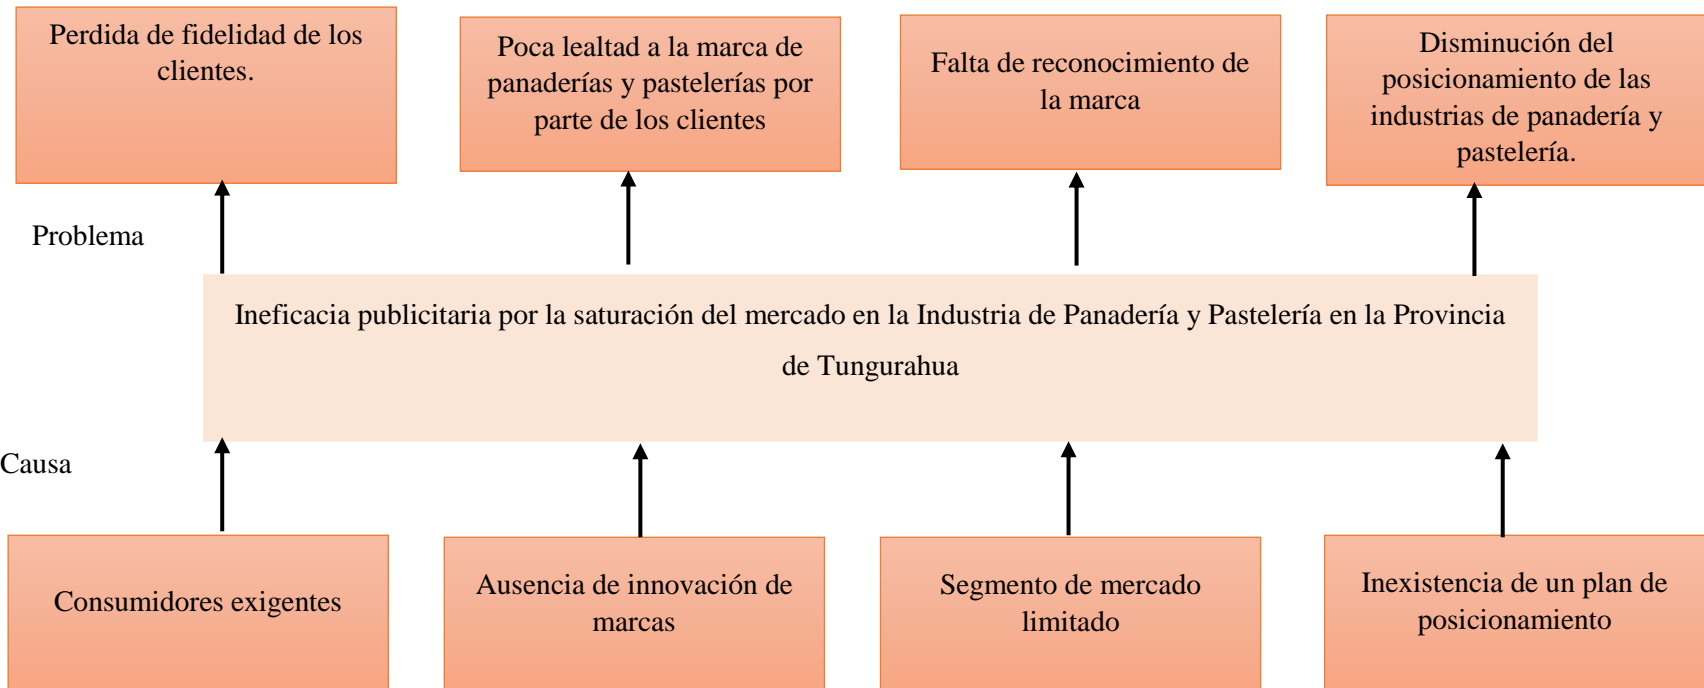 Perdida de fidelidad de los
clientes.
Poca lealtad a la marca de
panaderías y pastelerías por
parte de los clientes
Falta de reconocimiento de
la marca
Disminución del
posicionamiento de las
industrias de panadería y
pastelería.
Problema
Ineficacia publicitaria por la saturación del mercado en la Industria de Panadería y Pastelería en la Provincia
de Tungurahua
Causa
Consumidores exigentes
Ausencia de innovación de
marcas
Segmento de mercado
limitado
Inexistencia de un plan de
posicionamiento